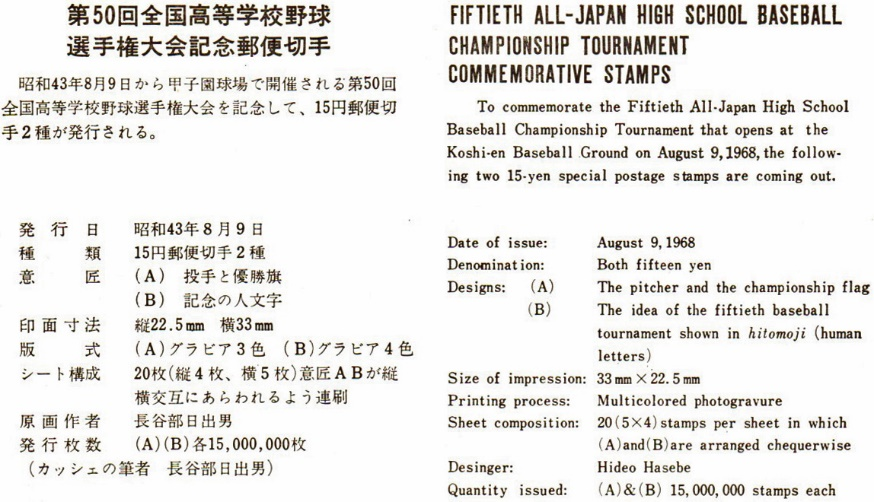 第50回全国高等学校野球
選手権大会記念郵便切手
昭和43年8月9日から甲子園球場で開催される第50回
全国高等学校野球選手権大会を記念して、15円郵便切
手2種が発行される。
発行日 昭和43年8月9日
種類 15円郵便切手2種
意匠 (A) 投手と優勝旗
(B) 記念の人文字
印面寸法 縦22.5mm 横33mm
版式 (A)グラビア3色 (B)グラビア4色
シート構成 20枚(縦4枚、横5枚)意匠ABが縦
横交互にあらわれるよう連刷
原画作者 長谷部日出男
発行枚数 (A)(B)各15,000,000枚
(カッシェの筆者 長谷部日出男)
FIFTIETH ALL-JAPAN HIGH SCHOOL BASEBALL
CHAMPIONSHIP TOURNAMENT
COMMEMORATIVE STAMPS
To commemorate the Fiftieth All-Japan High School
Baseball Championship Tournament that opens at the
Koshi-en Baseball Ground on August 9,1968, the follow-
ing two 15-yen special postage stamps are coming out.
Date of issue: August 9,1968
Denomination: Both fifteen yen
Designs: (A) The pitcher and the championship flag
(B) The idea of the fiftieth baseball
tournament shown in hitomoji (human
letters)
Size of impression: 33mm×22.5mm
Printing process: Multicolored photogravure
Sheet composition: 20(5×4)stamps per sheet in which
(A)and(B)are arranged chequerwise
Desinger: Hideo Hasebe
Quantity issued: (A)&(B) 15,000,000 stamps each